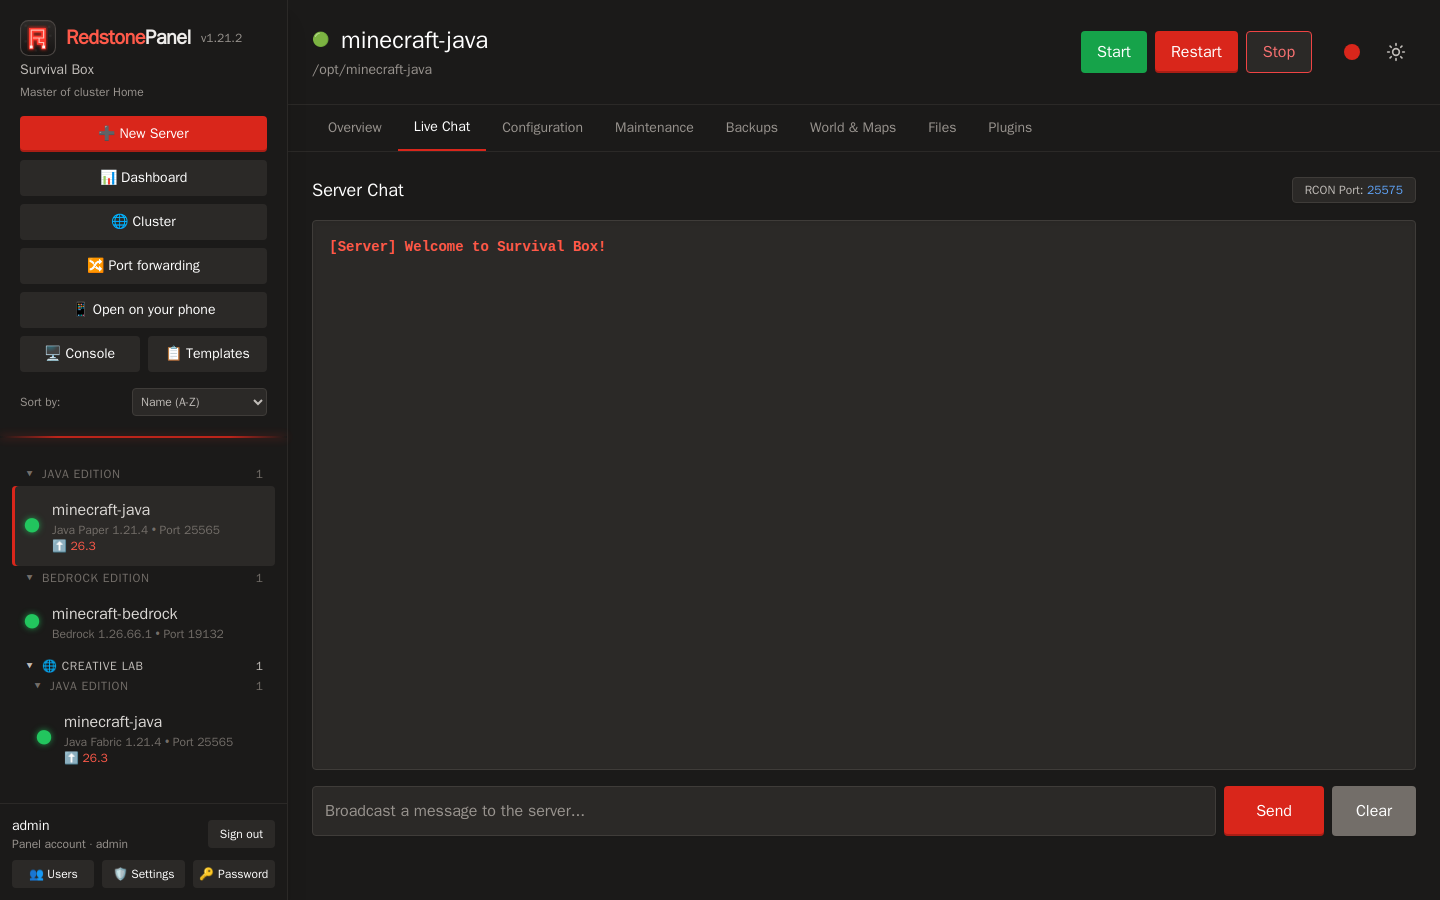 RedstonePanel v1.21.2
Survival Box
Master of cluster Home
➕ New Server
📊 Dashboard
🌐 Cluster
🔀 Port forwarding
📱 Open on your phone
🖥️ Console
📋 Templates
Sort by:
Name (A-Z)
JAVA EDITION 1
minecraft-java
Java Paper 1.21.4 • Port 25565
⬆️ 26.3
BEDROCK EDITION 1
minecraft-bedrock
Bedrock 1.26.66.1 • Port 19132
🌐 CREATIVE LAB 1
JAVA EDITION 1
minecraft-java
Java Fabric 1.21.4 • Port 25565
⬆️ 26.3
admin
Panel account · admin
Sign out
👥 Users
🛡️ Settings
🔑 Password
minecraft-java
/opt/minecraft-java
Start
Restart
Stop
Overview
Live Chat
Configuration
Maintenance
Backups
World & Maps
Files
Plugins
Server Chat
RCON Port: 25575
[Server] Welcome to Survival Box!
Broadcast a message to the server...
Send
Clear